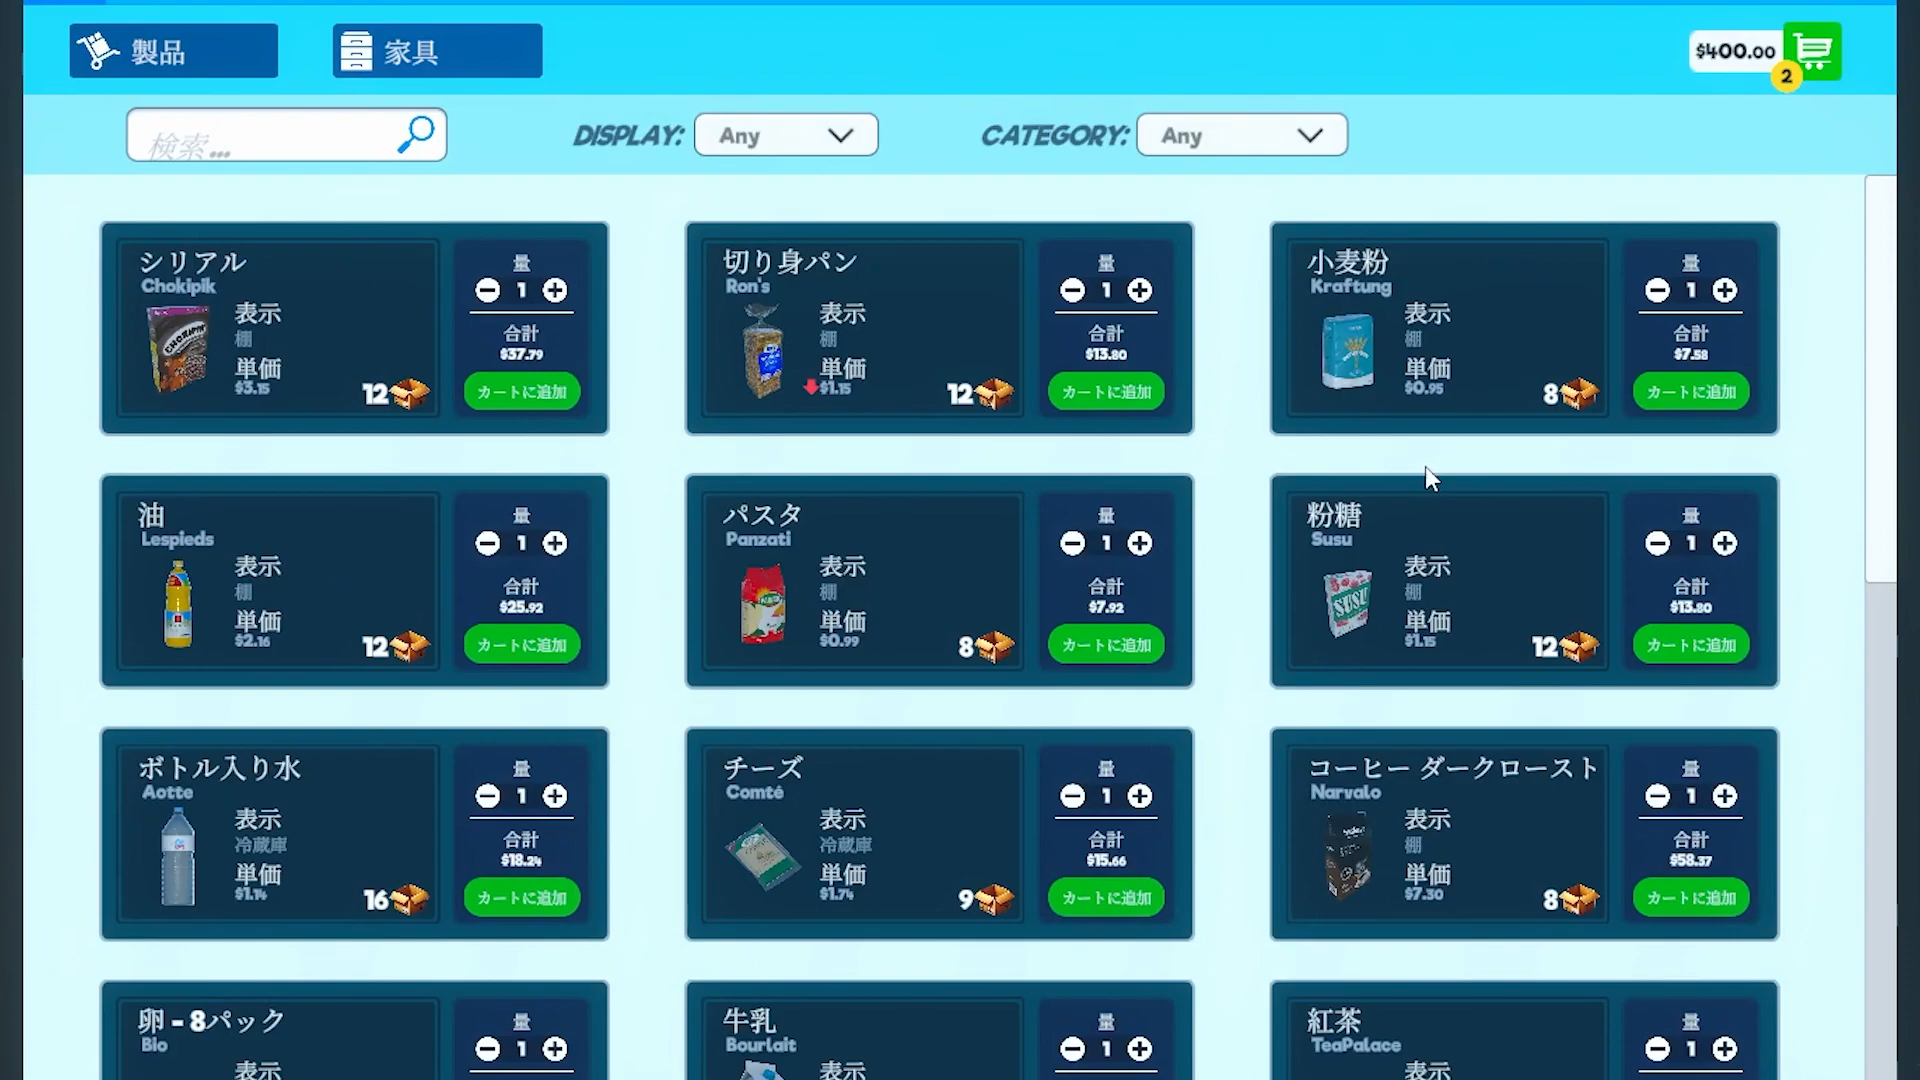 製品
家具
$400.00
2
検索...
DISPLAY:
Any
CATEGORY:
Any
シリアル
Chokipik
表示
棚
単価
$3.15
12
量
1
合計
$37.79
カートに追加
切り身パン
Ron's
表示
棚
単価
$1.15
12
量
1
合計
$13.80
カートに追加
小麦粉
Kraftung
表示
棚
単価
$0.95
8
量
1
合計
$7.58
カートに追加
油
Lespieds
表示
棚
単価
$2.16
12
量
1
合計
$25.92
カートに追加
パスタ
Panzati
表示
棚
単価
$0.99
8
量
1
合計
$7.92
カートに追加
粉糖
Susu
SUSU
表示
棚
単価
$1.15
12
量
1
合計
$13.80
カートに追加
ボトル入り水
Aotte
表示
冷蔵庫
単価
$1.14
16
量
1
合計
$18.24
カートに追加
チーズ
Comté
表示
冷蔵庫
単価
$1.74
9
量
1
合計
$15.66
カートに追加
コーヒー ダークロースト
Narvalo
表示
棚
単価
$7.30
8
量
1
合計
$58.37
カートに追加
卵 - 8パック
Bio
表示
量
1
牛乳
Bourlait
表示
量
1
紅茶
TeaPalace
表示
量
1